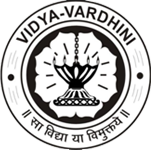 VIDYA-VARDHINI
॥ सा विद्या या विमुक्तये ॥